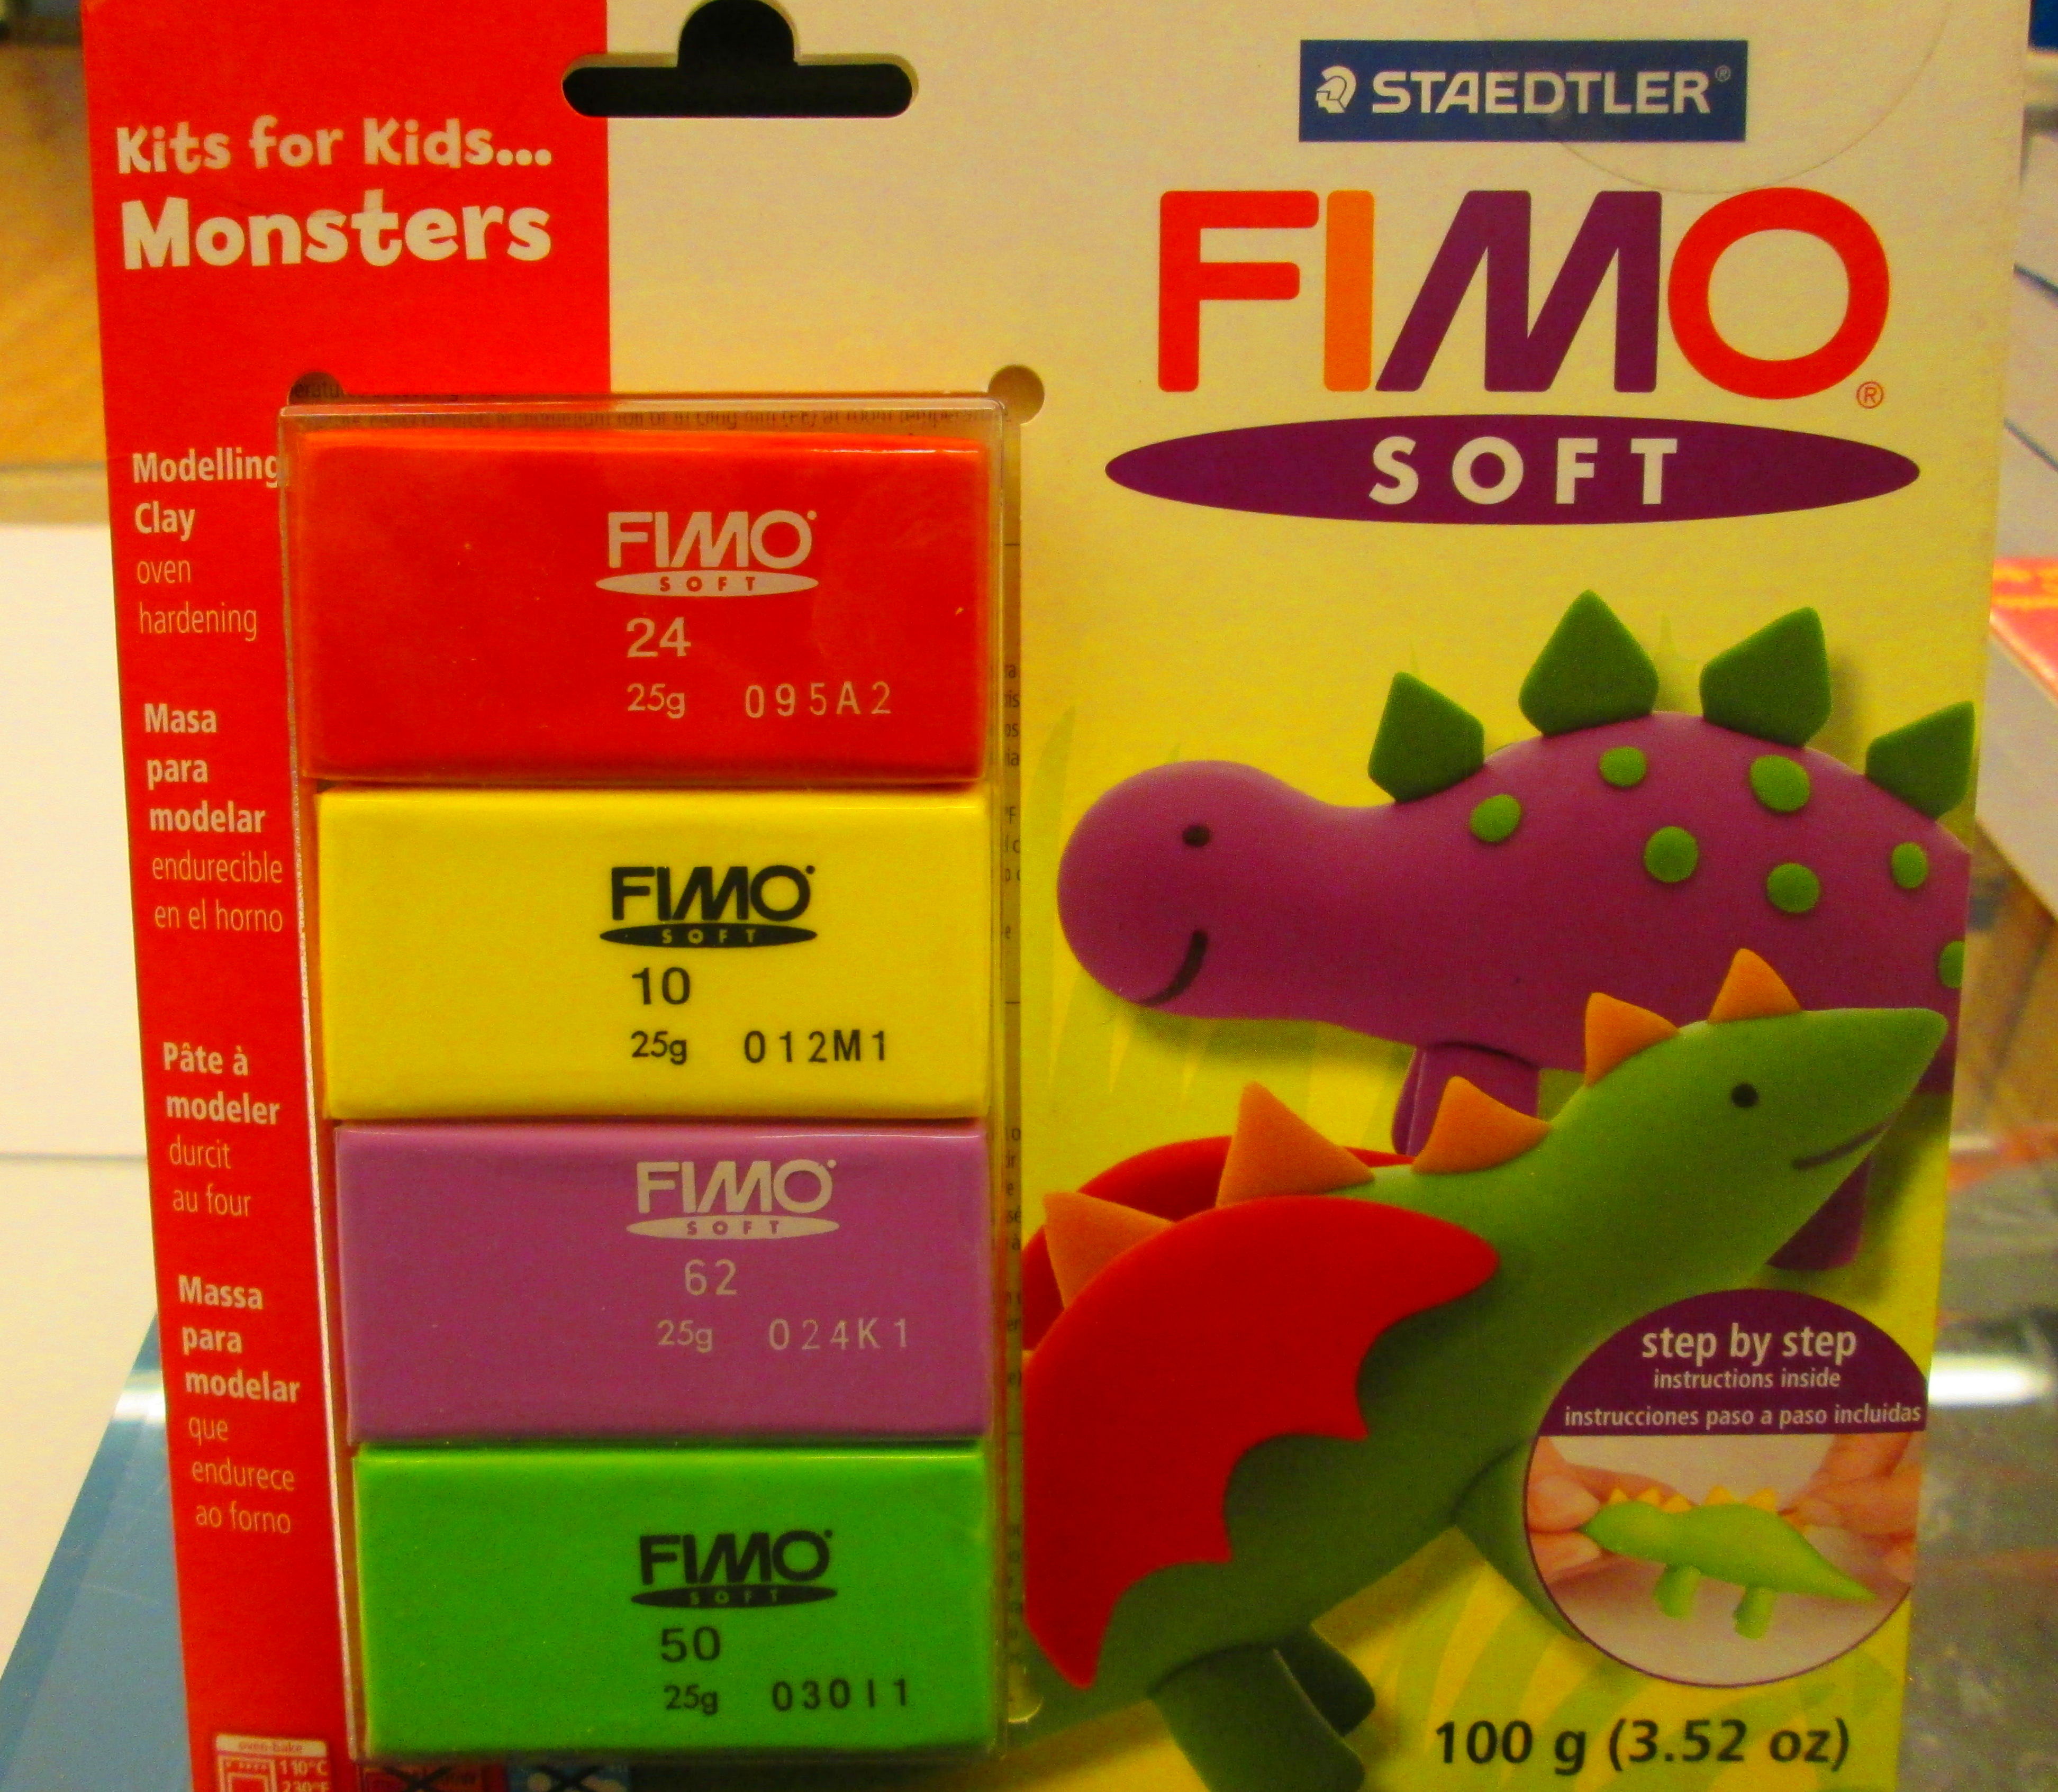 Kits for Kids...
Monsters
STAEDTLER®
FIMO®
SOFT
Modelling
Clay
oven
hardening
Masa
para
modelar
endurecible
en el horno
Pâte à
modeler
durcit
au four
Massa
para
modelar
que
endurece
ao forno
FIMO
SOFT
24
25g 095A2
FIMO
SOFT
10
25g 012M1
FIMO
SOFT
62
25g 024K1
FIMO
SOFT
50
25g 030I1
step by step
instructions inside
instrucciones paso a paso incluidas
100 g (3.52 oz)
oven-bake
110°C
230°F